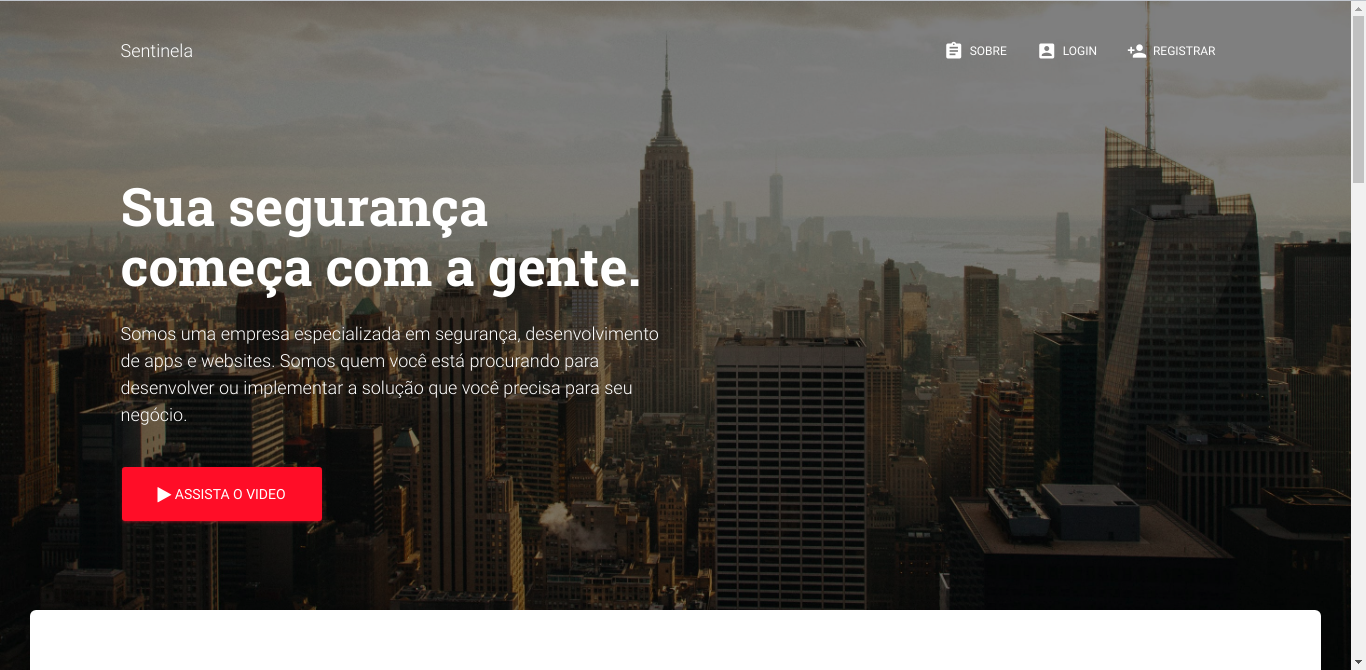 Sentinela
SOBRE
LOGIN
REGISTRAR
Sua segurança
começa com a gente.
Somos uma empresa especializada em segurança, desenvolvimento
de apps e websites. Somos quem você está procurando para
desenvolver ou implementar a solução que você precisa para seu
negócio.
ASSISTA O VIDEO